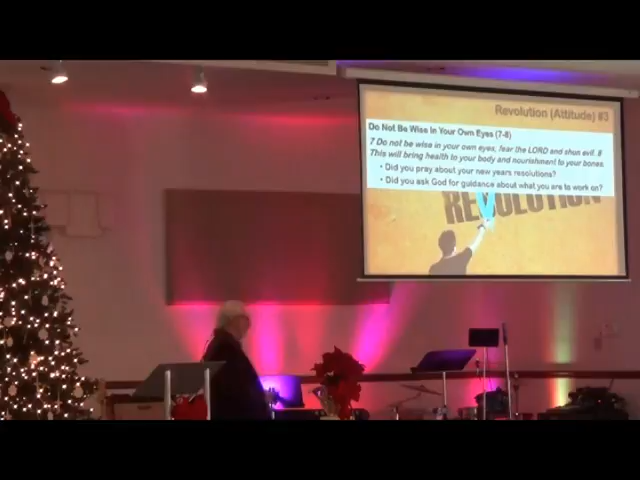 Revolution (Attitude) #3
Do Not Be Wise In Your Own Eyes (7-8)
7 Do not be wise in your own eyes; fear the LORD and shun evil. 8
This will bring health to your body and nourishment to your bones.
• Did you pray about your new years resolutions?
• Did you ask God for guidance about what you are to work on?
REVOLUTION